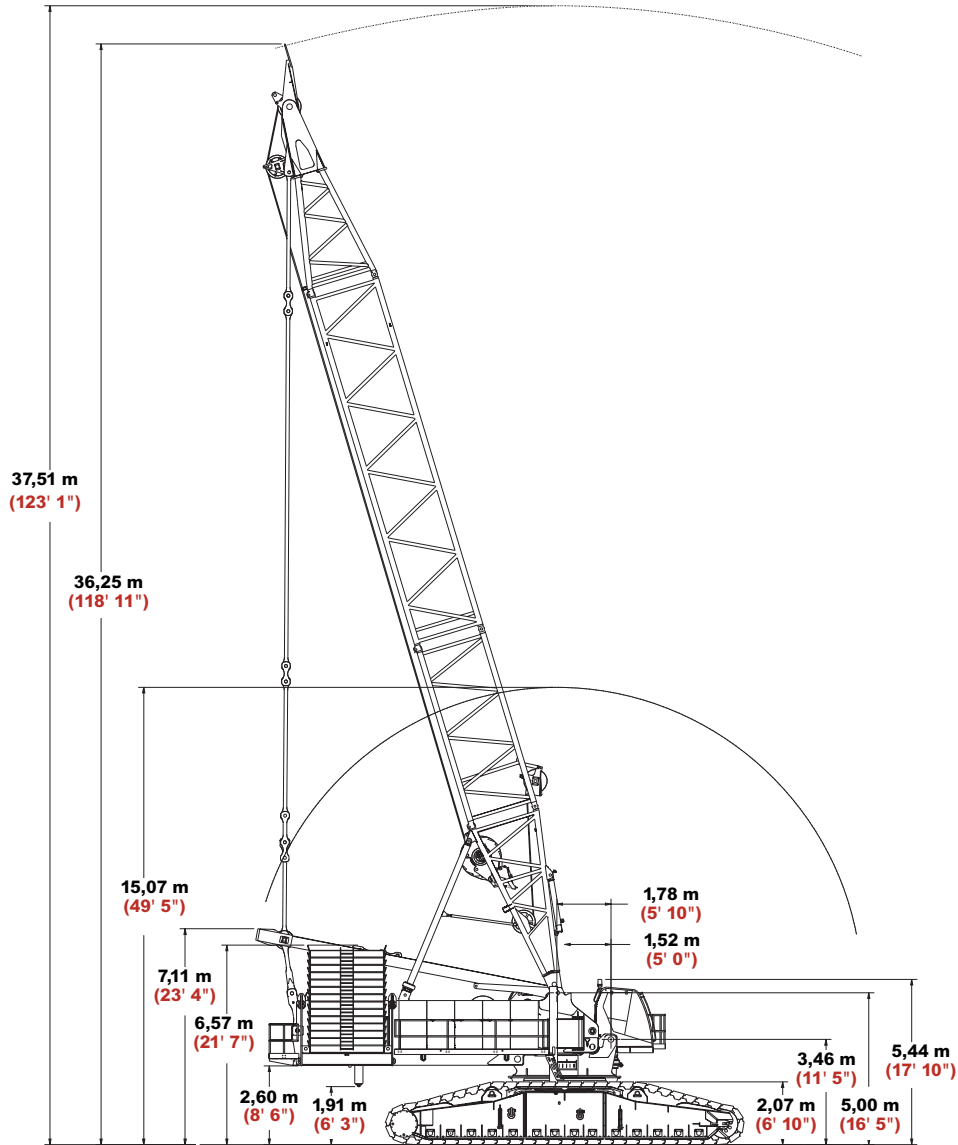 37,51 m
(123' 1")
36,25 m
(118' 11")
15,07 m
(49' 5")
1,78 m
(5' 10")
1,52 m
(5' 0")
7,11 m
(23' 4")
6,57 m
(21' 7")
3,46 m
(11' 5")
5,44 m
(17' 10")
2,60 m
(8' 6")
1,91 m
(6' 3")
2,07 m
(6' 10")
5,00 m
(16' 5")